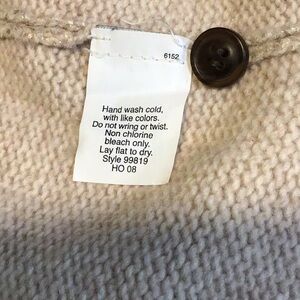 6152
Hand wash cold,
with like colors.
Do not wring or twist.
Non chlorine
bleach only.
Lay flat to dry.
Style 99819
HO 08